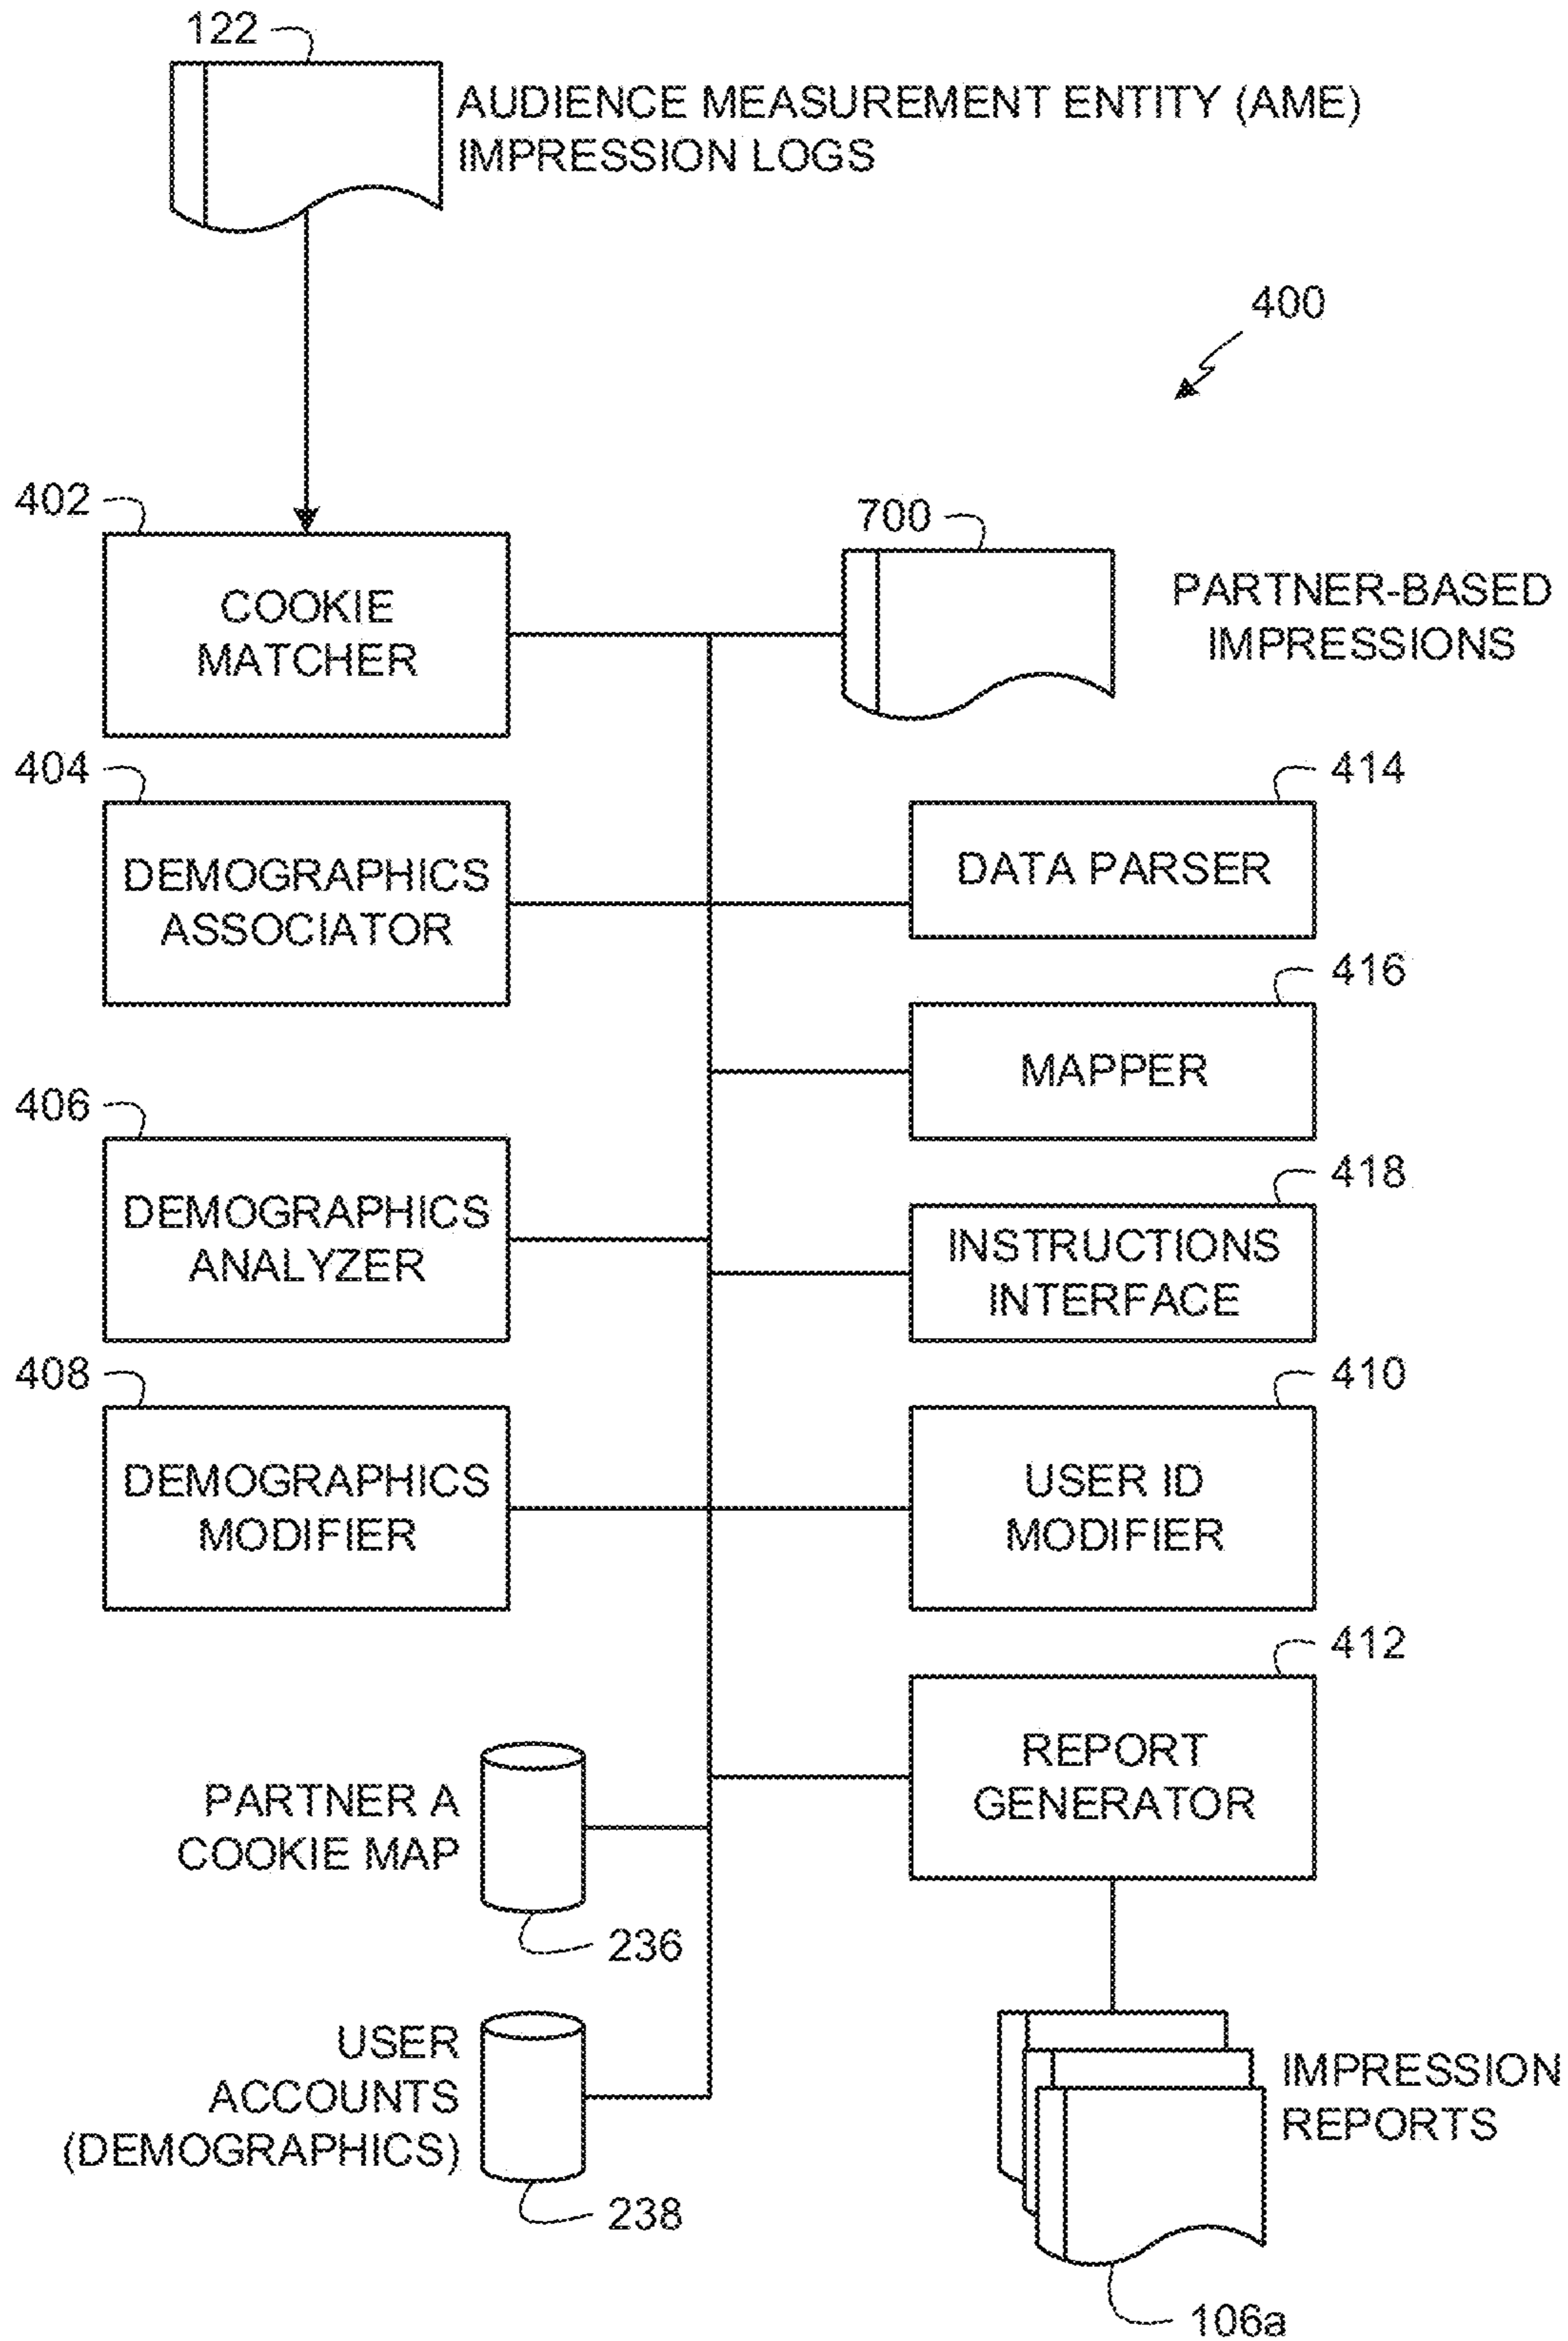 122
AUDIENCE MEASUREMENT ENTITY (AME)
IMPRESSION LOGS
400
402
COOKIE
MATCHER
700
PARTNER-BASED
IMPRESSIONS
404
DEMOGRAPHICS
ASSOCIATOR
414
DATA PARSER
416
MAPPER
406
DEMOGRAPHICS
ANALYZER
418
INSTRUCTIONS
INTERFACE
408
DEMOGRAPHICS
MODIFIER
410
USER ID
MODIFIER
412
REPORT
GENERATOR
PARTNER A
COOKIE MAP
236
USER
ACCOUNTS
(DEMOGRAPHICS)
238
IMPRESSION
REPORTS
106a